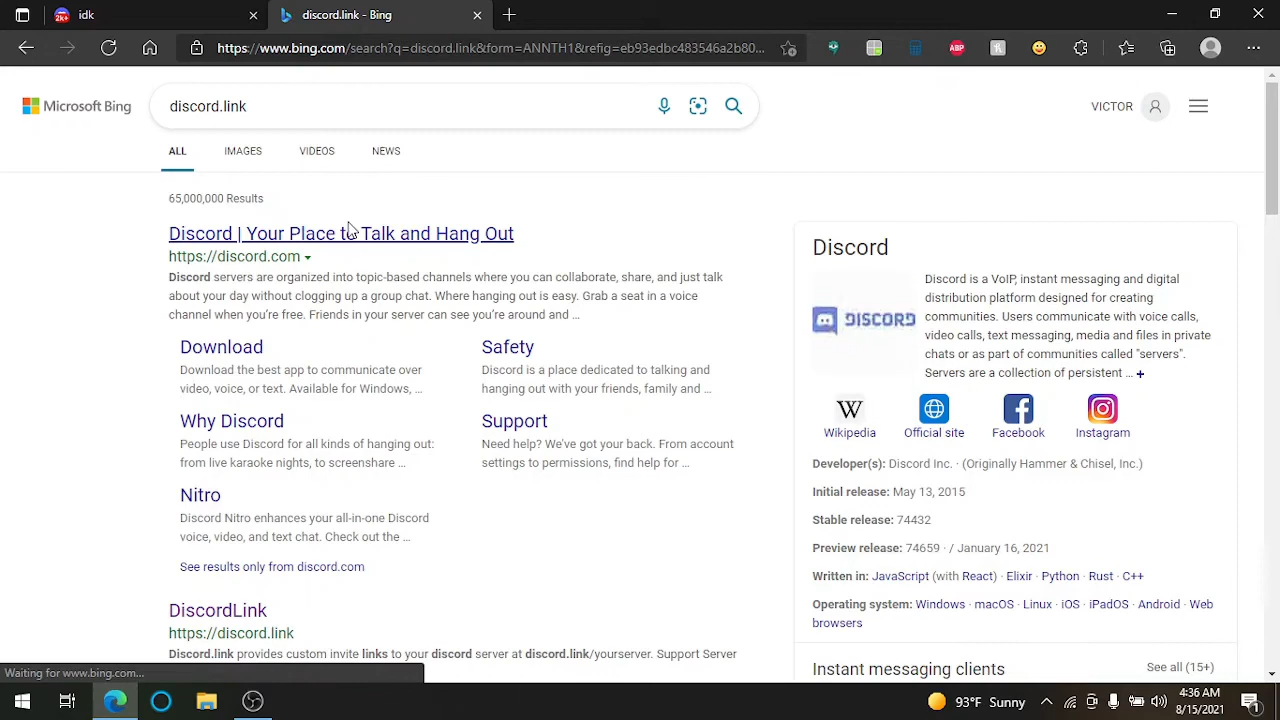 2k+ idk
discord.link - Bing
https://www.bing.com/search?q=discord.link&form=ANNTH1&refig=eb93edbc483546a2b80...
ABP
Microsoft Bing
discord.link
VICTOR
ALL IMAGES VIDEOS NEWS
65,000,000 Results
Discord | Your Place to Talk and Hang Out
https://discord.com
Discord servers are organized into topic-based channels where you can collaborate, share, and just talk
about your day without clogging up a group chat. Where hanging out is easy. Grab a seat in a voice
channel when you're free. Friends in your server can see you're around and ...
Download
Download the best app to communicate over
video, voice, or text. Available for Windows, ...
Safety
Discord is a place dedicated to talking and
hanging out with your friends, family and ...
Why Discord
People use Discord for all kinds of hanging out:
from live karaoke nights, to screenshare ...
Support
Need help? We've got your back. From account
settings to permissions, find help for ...
Nitro
Discord Nitro enhances your all-in-one Discord
voice, video, and text chat. Check out the ...
See results only from discord.com
DiscordLink
https://discord.link
Discord.link provides custom invite links to your discord server at discord.link/yourserver. Support Server
Discord
DISCORD
Discord is a VoIP, instant messaging and digital
distribution platform designed for creating
communities. Users communicate with voice calls,
video calls, text messaging, media and files in private
chats or as part of communities called "servers".
Servers are a collection of persistent ... +
W
Wikipedia Official site Facebook Instagram
Developer(s): Discord Inc. · (Originally Hammer & Chisel, Inc.)
Initial release: May 13, 2015
Stable release: 74432
Preview release: 74659 · / January 16, 2021
Written in: JavaScript (with React) · Elixir · Python · Rust · C++
Operating system: Windows · macOS · Linux · iOS · iPadOS · Android · Web
browsers
Instant messaging clients
See all (15+)
Waiting for www.bing.com...
93°F Sunny
4:36 AM
8/15/2021
1